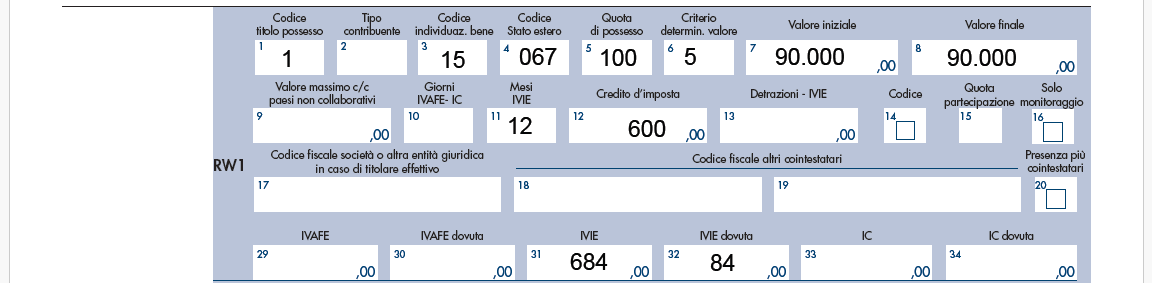 Codice titolo possesso Tipo contribuente Codice individuaz. bene Codice Stato estero Quota di possesso Criterio determin. valore Valore iniziale Valore finale
1 1 2 3 15 4 067 5 100 6 5 7 90.000 ,00 8 90.000 ,00
Valore massimo c/c paesi non collaborativi Giorni IVAFE- IC Mesi IVIE Credito d'imposta Detrazioni - IVIE Codice Quota partecipazione Solo monitoraggio
9 ,00 10 11 12 12 600 ,00 13 ,00 14 15 16
RW1
Codice fiscale società o altra entità giuridica in caso di titolare effettivo Codice fiscale altri cointestatari Presenza più cointestatari
17 18 19 20
IVAFE IVAFE dovuta IVIE IVIE dovuta IC IC dovuta
29 ,00 30 ,00 31 684 ,00 32 84 ,00 33 ,00 34 ,00